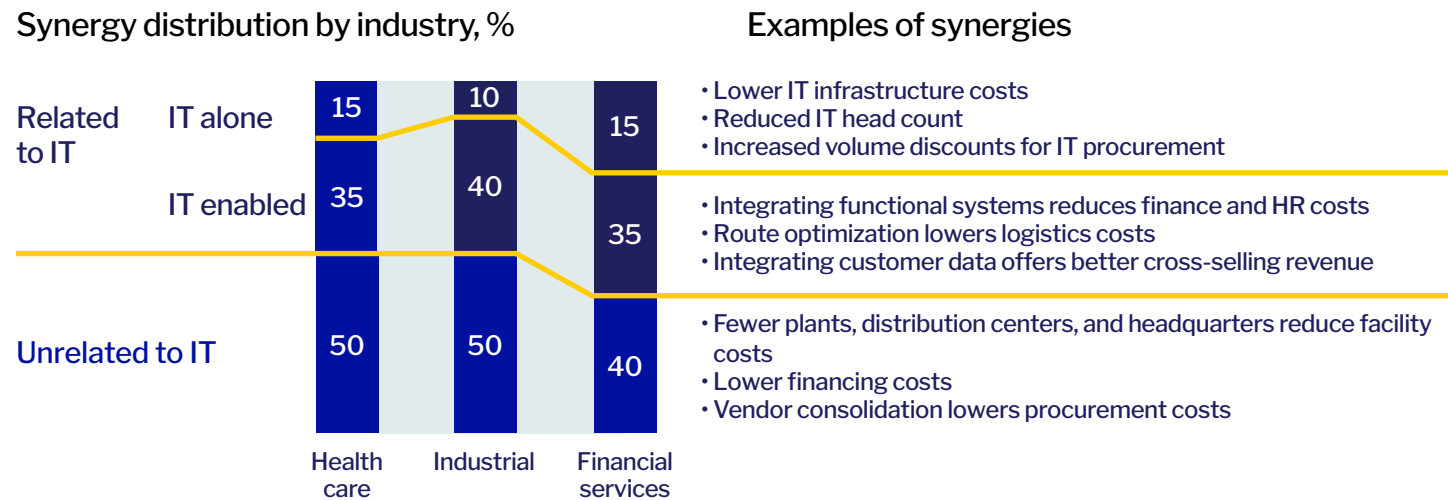 Synergy distribution by industry, %
Examples of synergies
Related
to IT
IT alone
IT enabled
Unrelated to IT
15
10
15
35
40
35
50
50
40
Health
care
Industrial
Financial
services
• Lower IT infrastructure costs
• Reduced IT head count
• Increased volume discounts for IT procurement
• Integrating functional systems reduces finance and HR costs
• Route optimization lowers logistics costs
• Integrating customer data offers better cross-selling revenue
• Fewer plants, distribution centers, and headquarters reduce facility
costs
• Lower financing costs
• Vendor consolidation lowers procurement costs